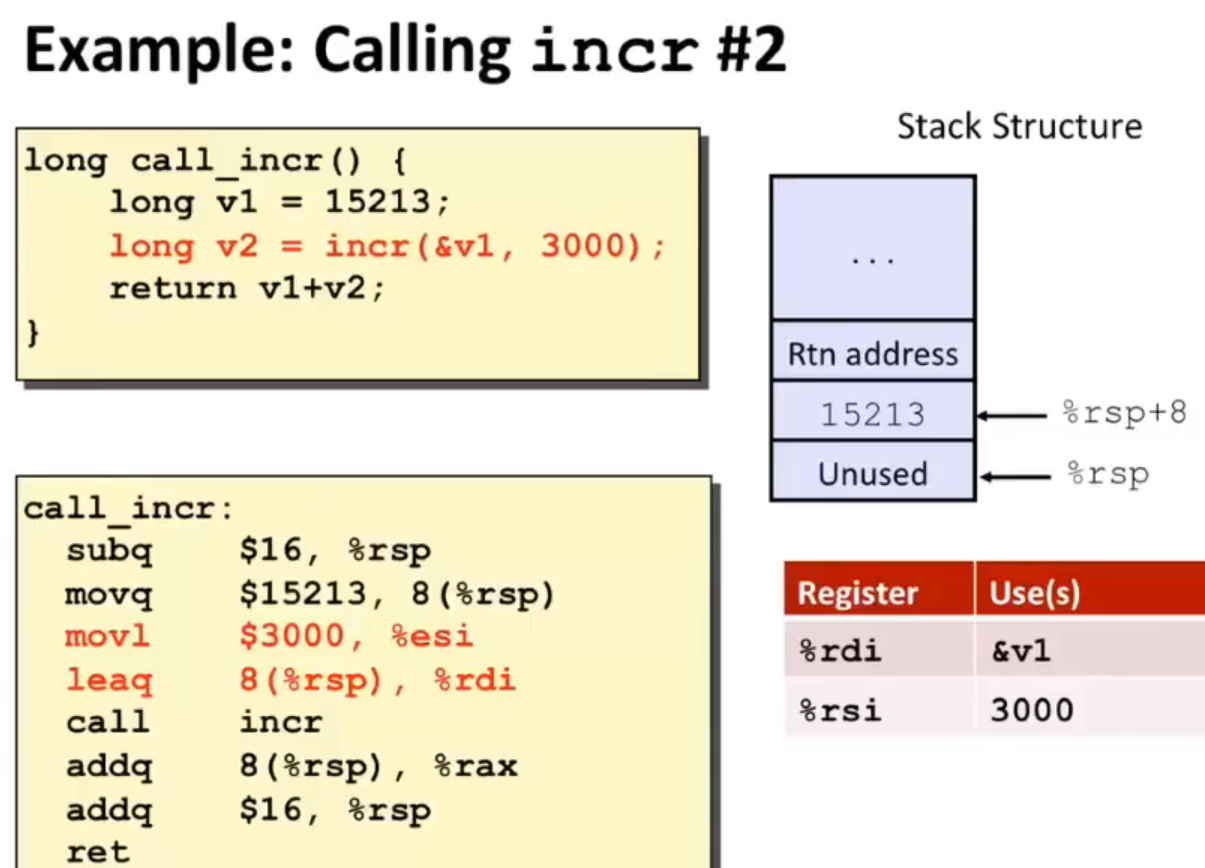 Example: Calling incr #2
long call_incr() {
    long v1 = 15213;
    long v2 = incr(&v1, 3000);
    return v1+v2;
}
call_incr:
  subq    $16, %rsp
  movq    $15213, 8(%rsp)
  movl    $3000, %esi
  leaq    8(%rsp), %rdi
  call    incr
  addq    8(%rsp), %rax
  addq    $16, %rsp
  ret
Stack Structure
...
Rtn address
15213 %rsp+8
Unused %rsp
Register Use(s)
%rdi &v1
%rsi 3000